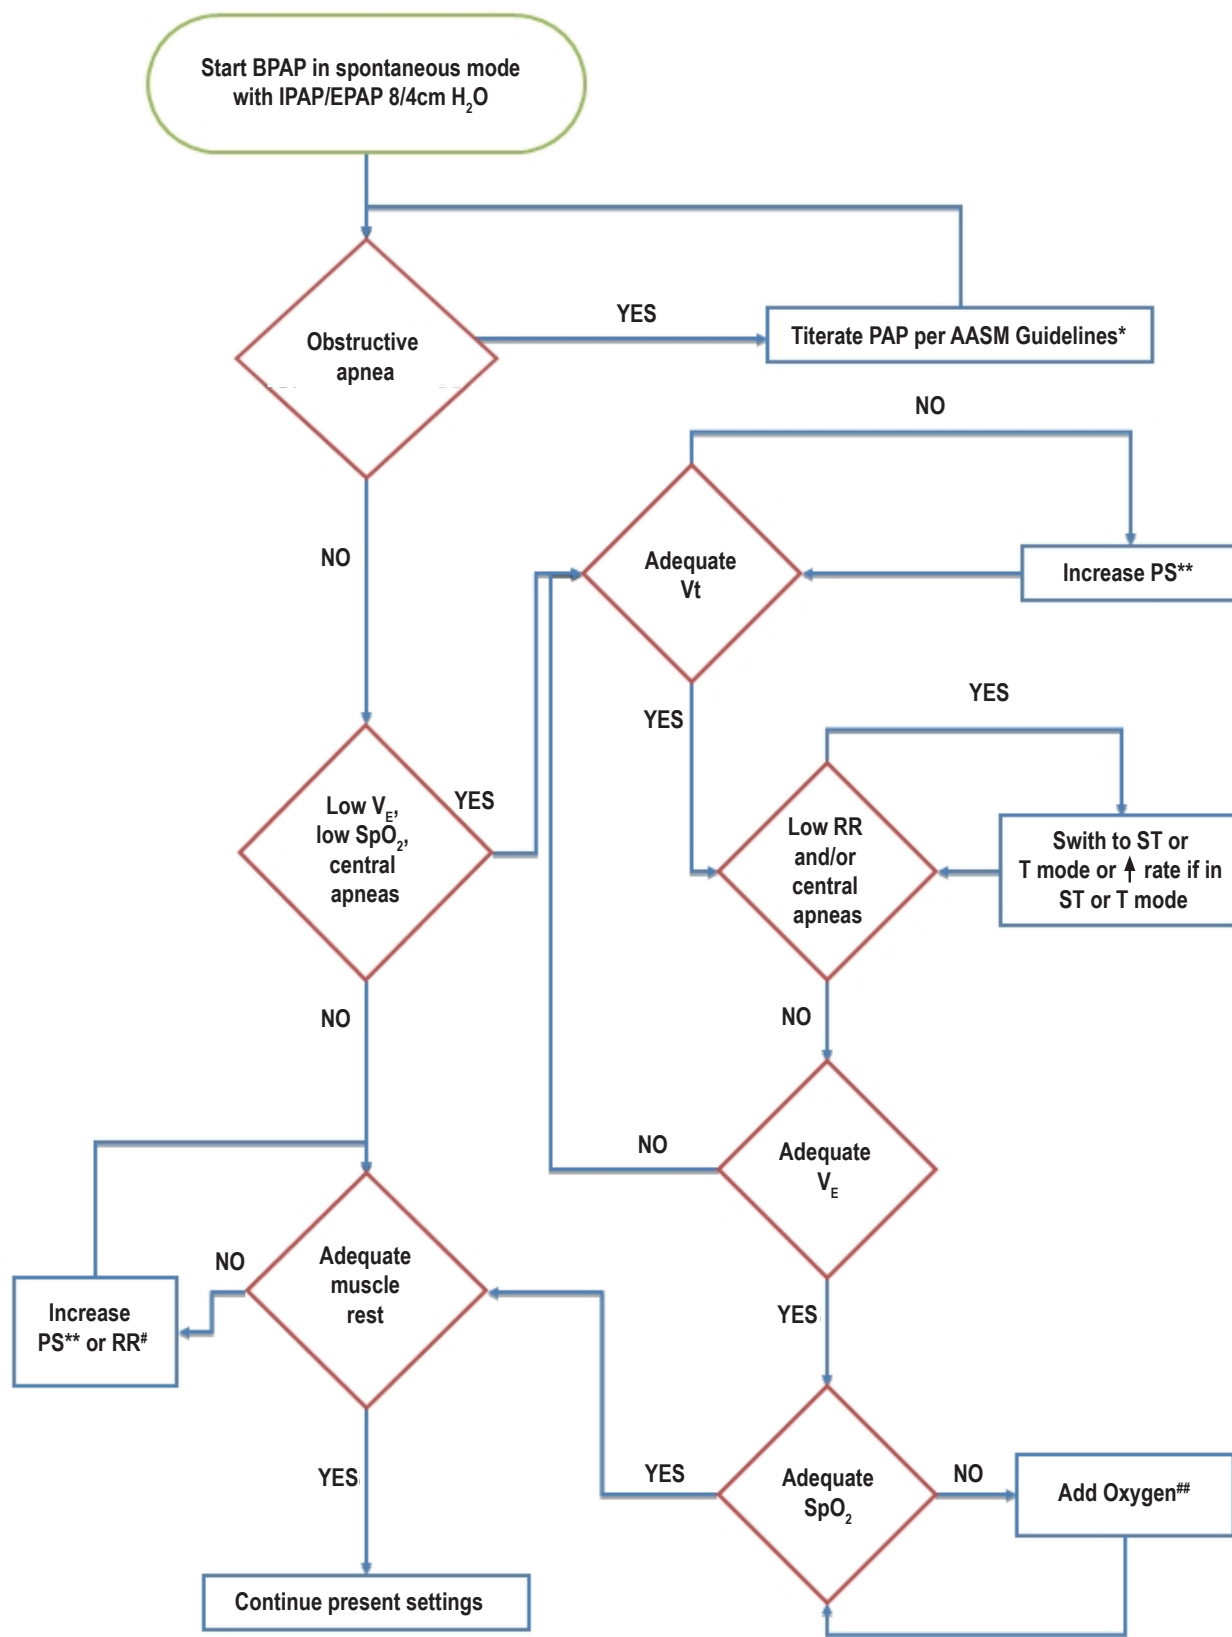 Start BPAP in spontaneous mode
with IPAP/EPAP 8/4cm H₂O
YES
Obstructive
apnea
Titerate PAP per AASM Guidelines*
NO
NO
Adequate
Vt
Increase PS**
YES
YES
Low V_E,
low SpO₂,
central
apneas
YES
Low RR
and/or
central
apneas
Swith to ST or
T mode or ↑ rate if in
ST or T mode
NO
NO
NO
Adequate
V_E
NO
Adequate
muscle
rest
Increase
PS** or RR#
YES
YES
YES
Adequate
SpO₂
NO
Add Oxygen##
Continue present settings